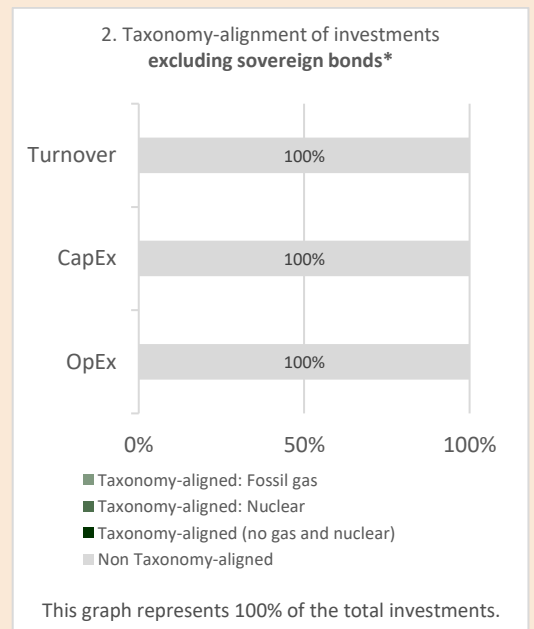 2. Taxonomy-alignment of investments
excluding sovereign bonds*
Turnover
100%
CapEx
100%
OpEx
100%
0%
50%
100%
Taxonomy-aligned: Fossil gas
Taxonomy-aligned: Nuclear
Taxonomy-aligned (no gas and nuclear)
Non Taxonomy-aligned
This graph represents 100% of the total investments.